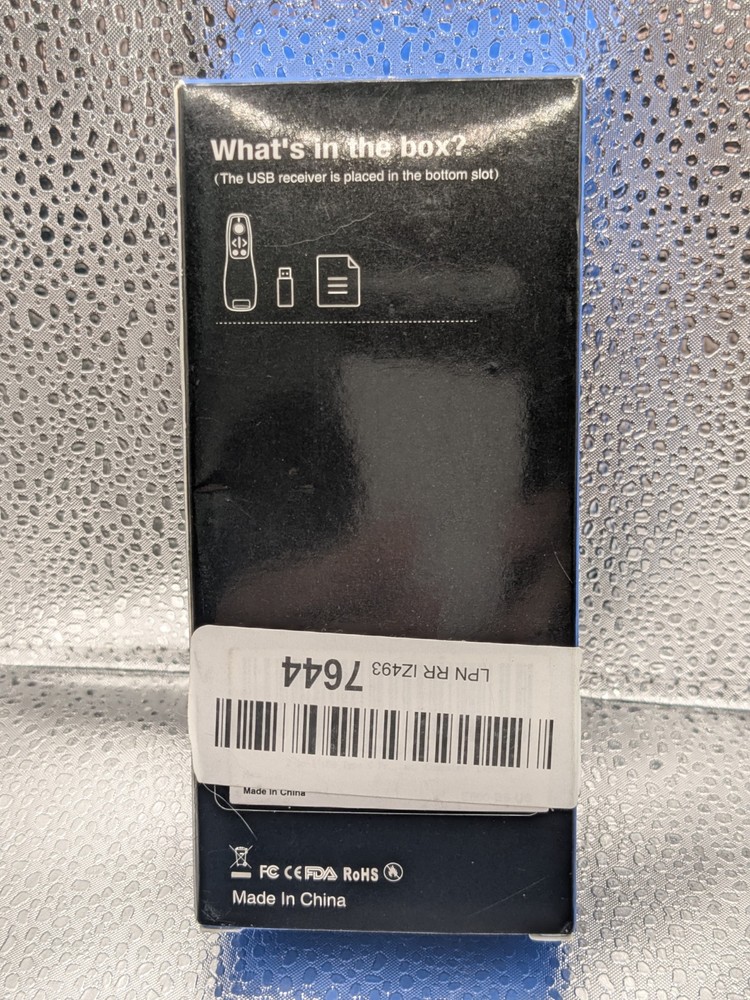 What's in the box?
(The USB receiver is placed in the bottom slot)
LPN RR IZ493 7644
Made In China
FC CE FDA RoHS
Made In China